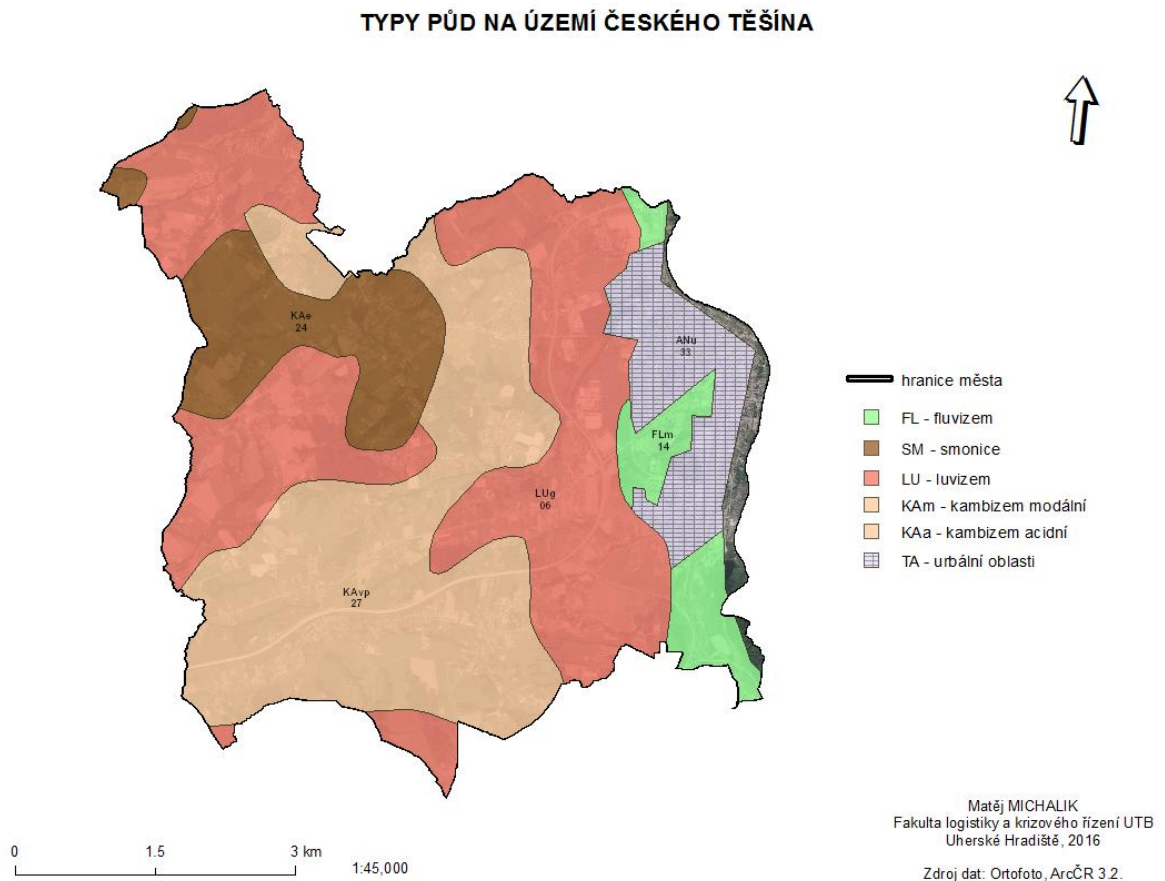 TYPY PŮD NA ÚZEMÍ ČESKÉHO TĚŠÍNA
KAe
24
ANu
33
hranice města
FL - fluvizem
FLm
14
SM - smonice
LU - luvizem
LUg
06
KAm - kambizem modální
KAa - kambizem acidní
TA - urbální oblasti
KAvp
27
Matěj MICHALIK
Fakulta logistiky a krizového řízení UTB
Uherské Hradiště, 2016
0 1.5 3 km
1:45,000
Zdroj dat: Ortofoto, ArcČR 3.2.